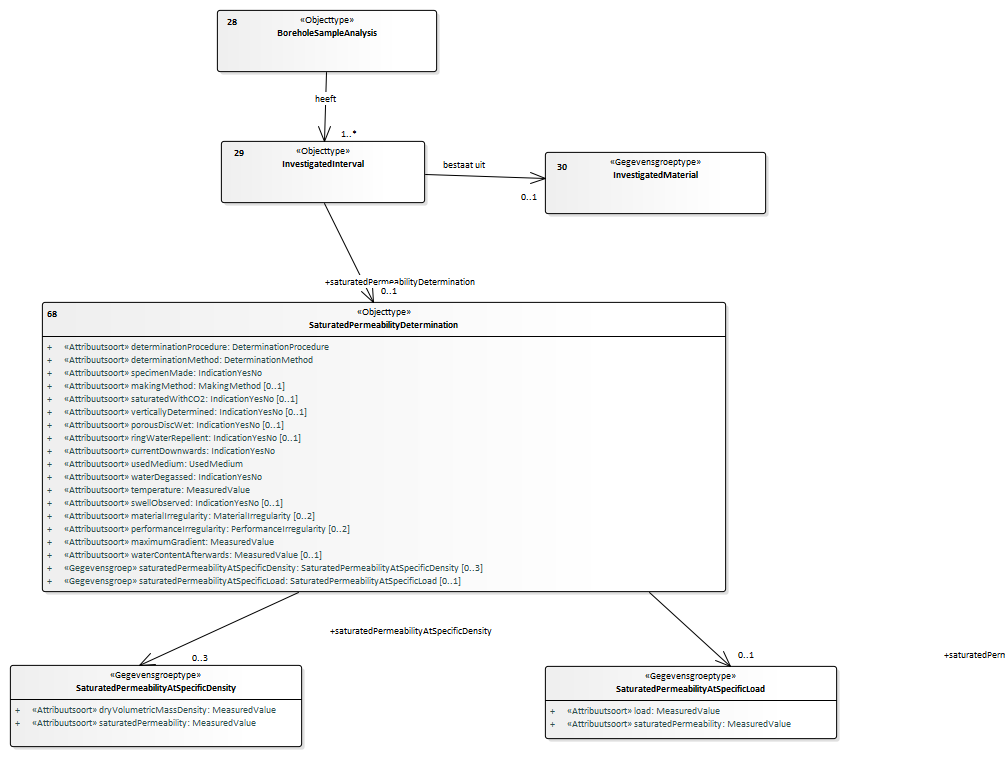 28
«Objecttype»
BoreholeSampleAnalysis
heeft
1..*
29
«Objecttype»
InvestigatedInterval
bestaat uit
0..1
30
«Gegevensgroeptype»
InvestigatedMaterial
+saturatedPermeabilityDetermination
0..1
68
«Objecttype»
SaturatedPermeabilityDetermination
+ «Attribuutsoort» determinationProcedure: DeterminationProcedure
+ «Attribuutsoort» determinationMethod: DeterminationMethod
+ «Attribuutsoort» specimenMade: IndicationYesNo
+ «Attribuutsoort» makingMethod: MakingMethod [0..1]
+ «Attribuutsoort» saturatedWithCO2: IndicationYesNo [0..1]
+ «Attribuutsoort» verticallyDetermined: IndicationYesNo [0..1]
+ «Attribuutsoort» porousDiscWet: IndicationYesNo [0..1]
+ «Attribuutsoort» ringWaterRepellent: IndicationYesNo [0..1]
+ «Attribuutsoort» currentDownwards: IndicationYesNo
+ «Attribuutsoort» usedMedium: UsedMedium
+ «Attribuutsoort» waterDegassed: IndicationYesNo
+ «Attribuutsoort» temperature: MeasuredValue
+ «Attribuutsoort» swellObserved: IndicationYesNo [0..1]
+ «Attribuutsoort» materialIrregularity: MaterialIrregularity [0..2]
+ «Attribuutsoort» performanceIrregularity: PerformanceIrregularity [0..2]
+ «Attribuutsoort» maximumGradient: MeasuredValue
+ «Attribuutsoort» waterContentAfterwards: MeasuredValue [0..1]
+ «Gegevensgroep» saturatedPermeabilityAtSpecificDensity: SaturatedPermeabilityAtSpecificDensity [0..3]
+ «Gegevensgroep» saturatedPermeabilityAtSpecificLoad: SaturatedPermeabilityAtSpecificLoad [0..1]
+saturatedPermeabilityAtSpecificDensity
0..3
0..1
+saturatedPerm
«Gegevensgroeptype»
SaturatedPermeabilityAtSpecificDensity
+ «Attribuutsoort» dryVolumetricMassDensity: MeasuredValue
+ «Attribuutsoort» saturatedPermeability: MeasuredValue
«Gegevensgroeptype»
SaturatedPermeabilityAtSpecificLoad
+ «Attribuutsoort» load: MeasuredValue
+ «Attribuutsoort» saturatedPermeability: MeasuredValue